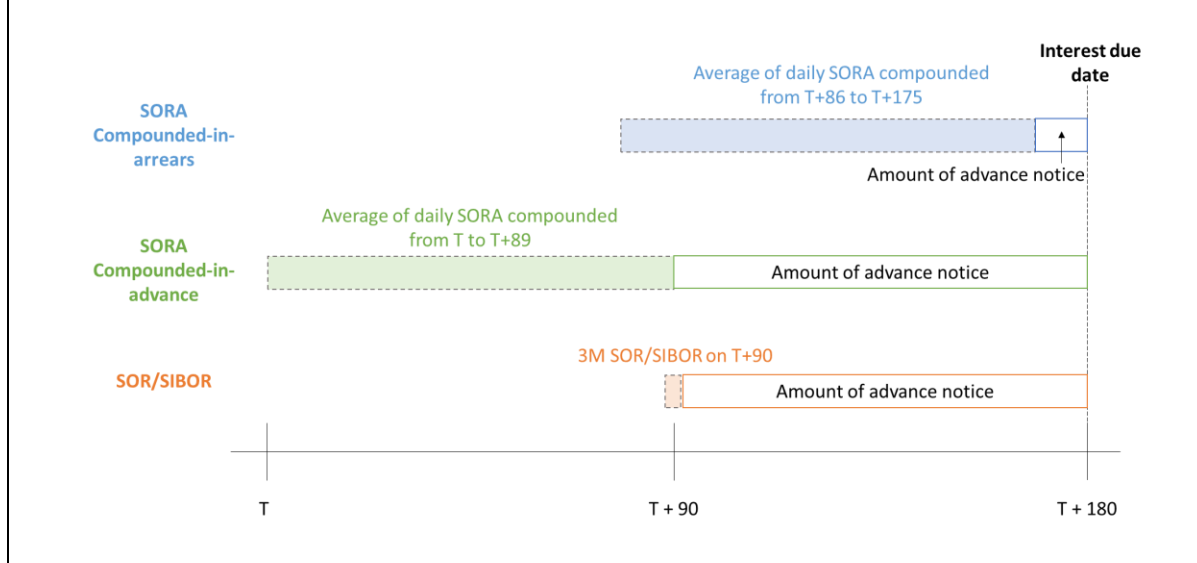 Interest due
date
Average of daily SORA compounded
from T+86 to T+175
SORA
Compounded-in-
arrears
Amount of advance notice
Average of daily SORA compounded
from T to T+89
SORA
Compounded-in-
advance
Amount of advance notice
3M SOR/SIBOR on T+90
SOR/SIBOR
Amount of advance notice
T
T + 90
T + 180